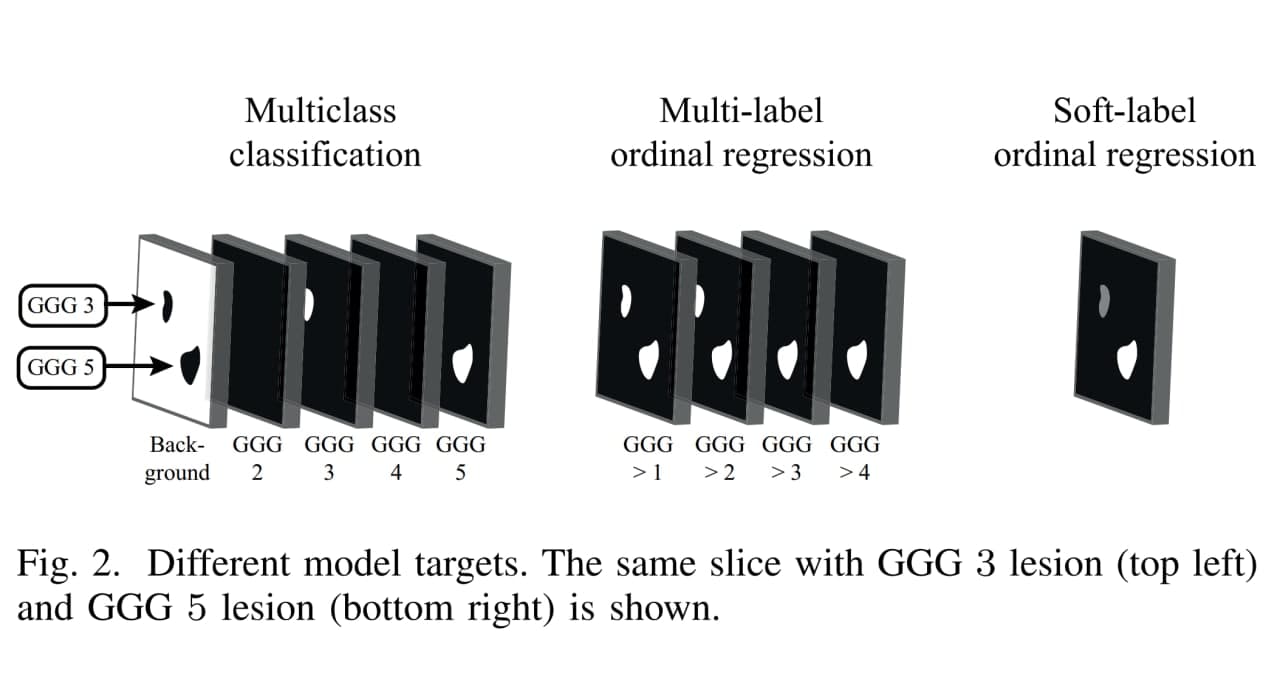 Multiclass
classification
Multi-label
ordinal regression
Soft-label
ordinal regression
GGG 3
GGG 5
Back-
ground
GGG
2
GGG
3
GGG
4
GGG
5
GGG
> 1
GGG
> 2
GGG
> 3
GGG
> 4
Fig. 2. Different model targets. The same slice with GGG 3 lesion (top left)
and GGG 5 lesion (bottom right) is shown.